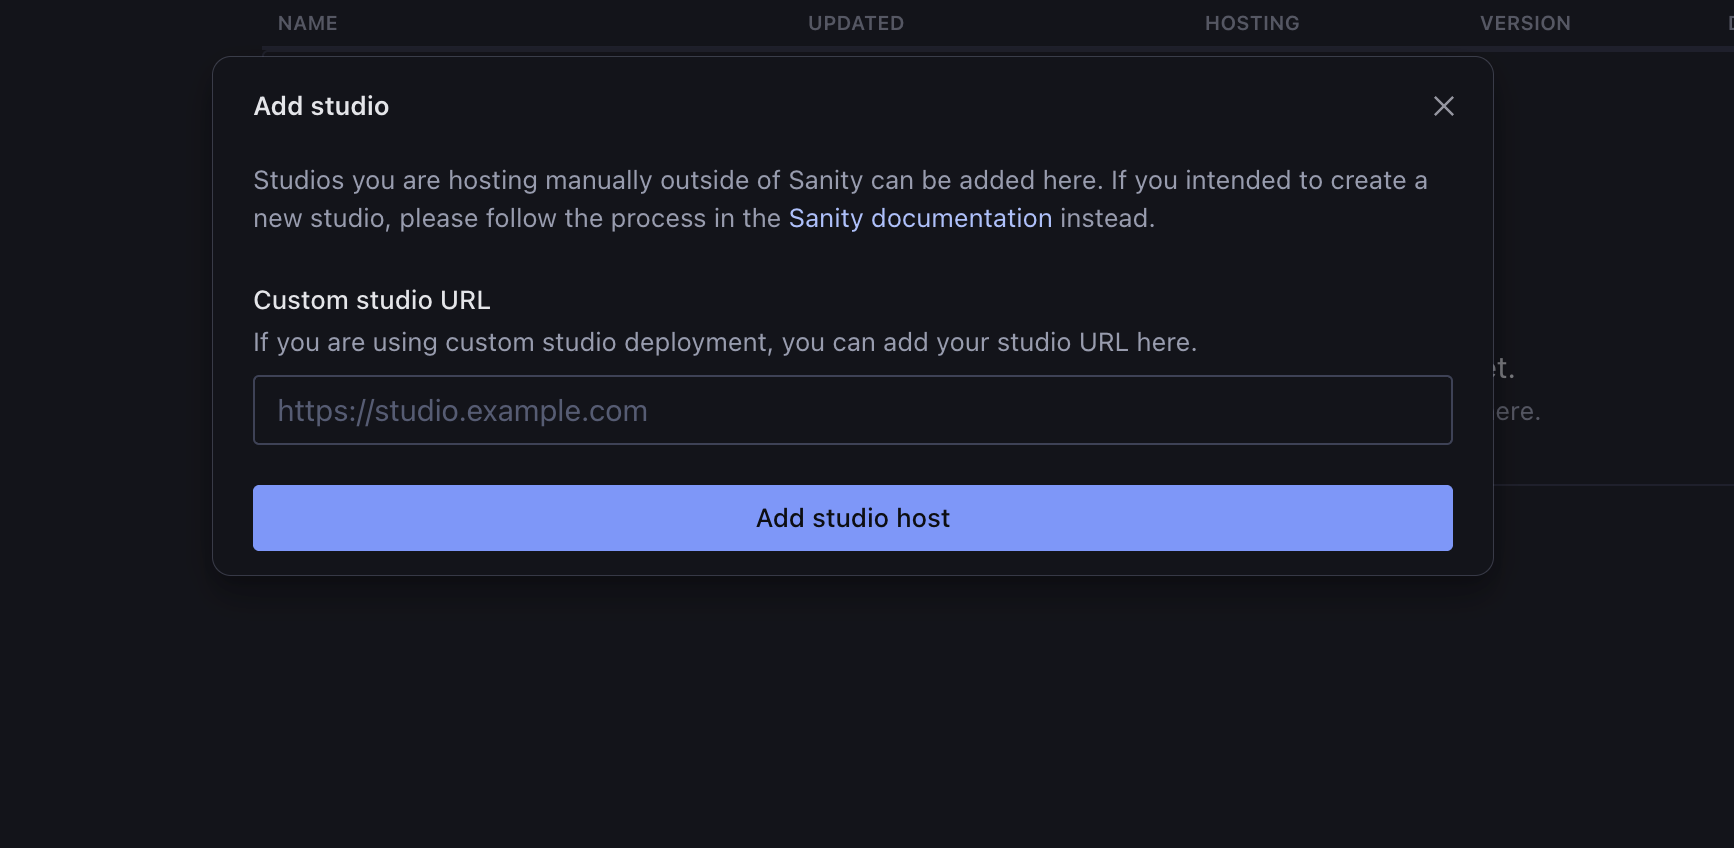 NAME UPDATED HOSTING VERSION
Add studio
Studios you are hosting manually outside of Sanity can be added here. If you intended to create a
new studio, please follow the process in the Sanity documentation instead.
Custom studio URL
If you are using custom studio deployment, you can add your studio URL here.
https://studio.example.com
Add studio host